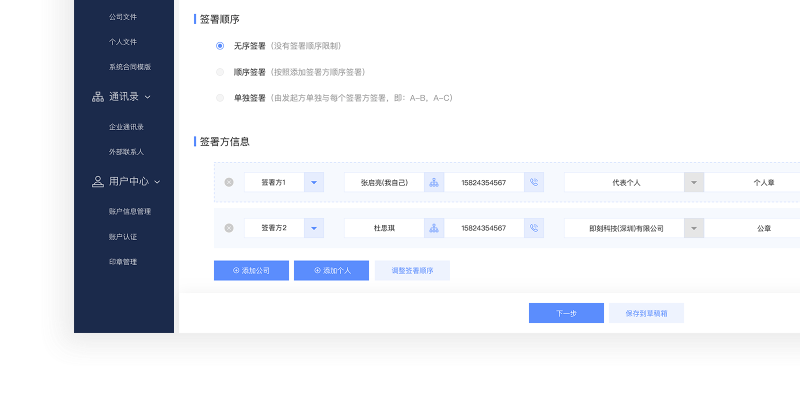 公司文件
个人文件
系统合同模版
通讯录
企业通讯录
外部联系人
用户中心
账户信息管理
账户认证
印章管理
签署顺序
无序签署（没有签署顺序限制）
顺序签署（按照添加签署方顺序签署）
单独签署（由发起方单独与每个签署方签署，即：A-B，A-C）
签署方信息
签署方1 张启亮(我自己) 15824354567 代表个人 个人章
签署方2 杜思琪 15824354567 即刻科技(深圳)有限公司 公章
添加公司 添加个人 调整签署顺序
下一步 保存到草稿箱